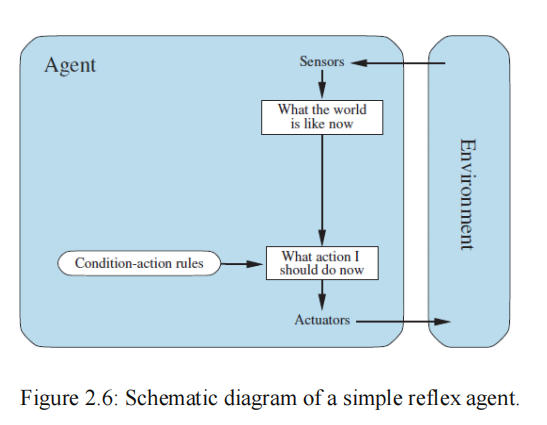 Agent
Sensors
What the world
is like now
Environment
Condition-action rules
What action I
should do now
Actuators
Figure 2.6: Schematic diagram of a simple reflex agent.